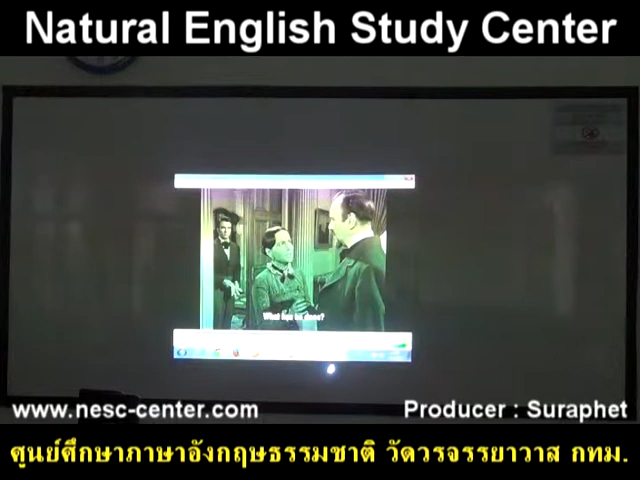 Natural English Study Center
What has he done?
www.nesc-center.com
Producer : Suraphet
ศูนย์ศึกษาภาษาอังกฤษธรรมชาติ วัดวรจรรยาวาส กทม.